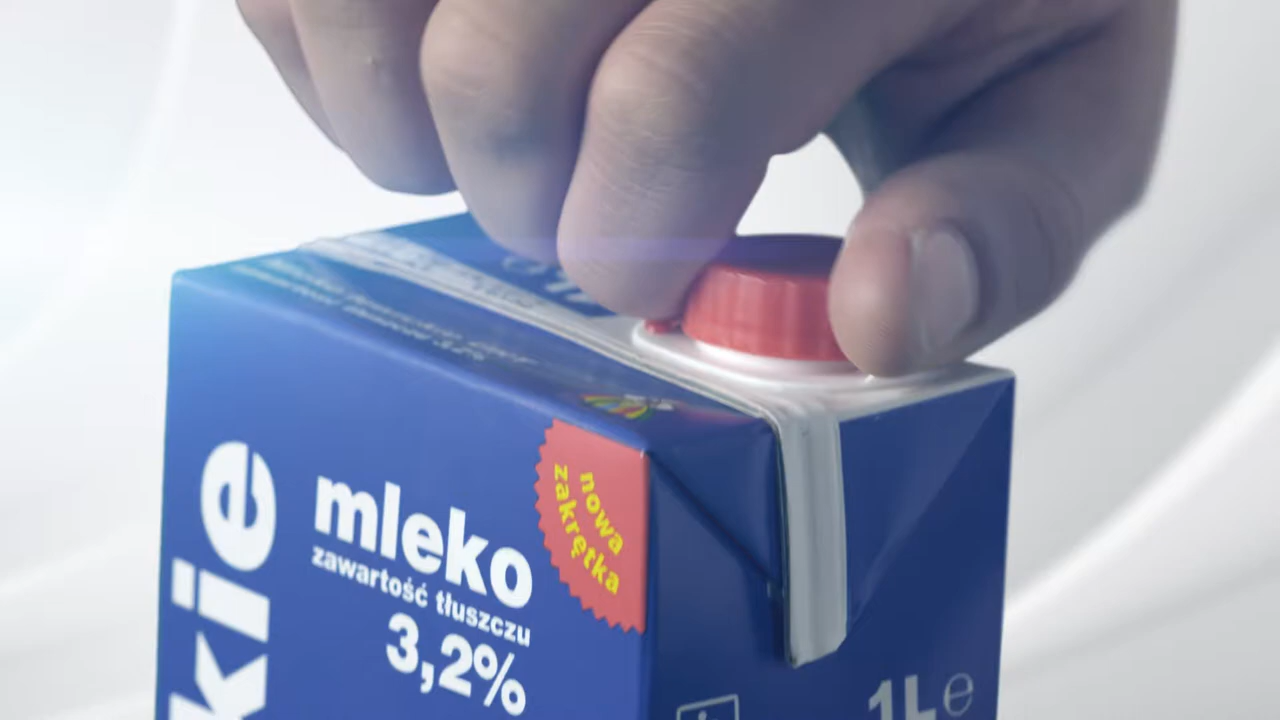 kie
mleko
zawartość tłuszczu
3,2%
nowa
zakrętka
1L e